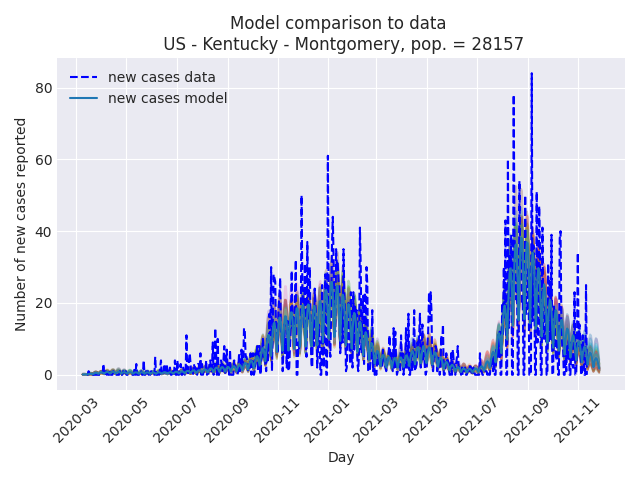 Model comparison to data
US - Kentucky - Montgomery, pop. = 28157
new cases data
new cases model
Number of new cases reported
80
60
40
20
0
2020-03
2020-05
2020-07
2020-09
2020-11
2021-01
2021-03
2021-05
2021-07
2021-09
2021-11
Day